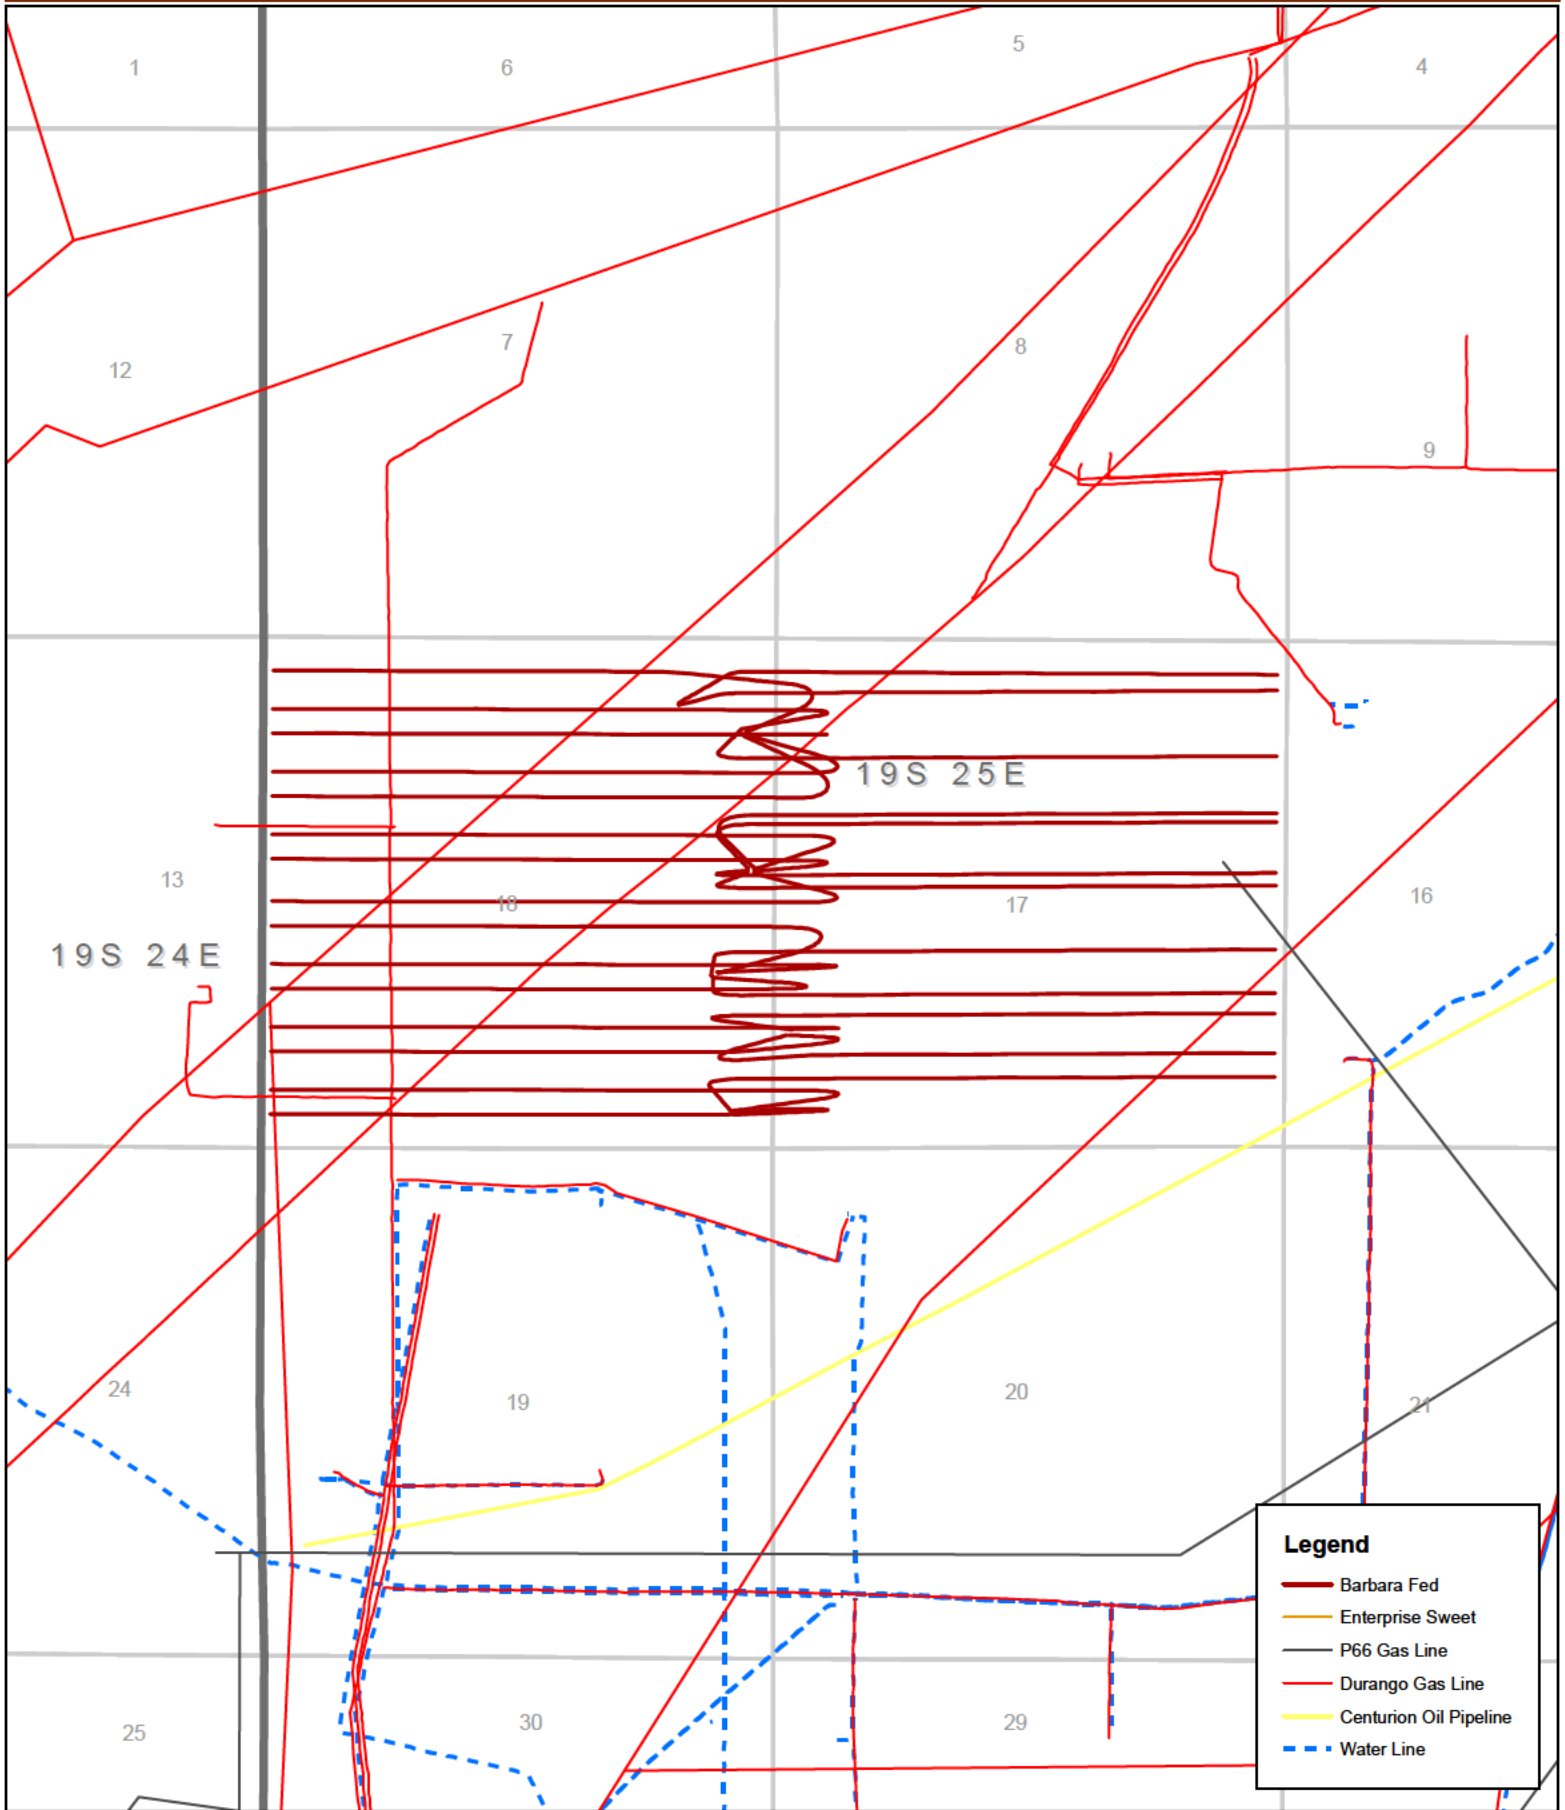 1
6
5
4
12
7
8
9
19S 25E
13
18
17
16
19S 24E
24
19
20
21
25
30
29
Legend
Barbara Fed
Enterprise Sweet
P66 Gas Line
Durango Gas Line
Centurion Oil Pipeline
Water Line